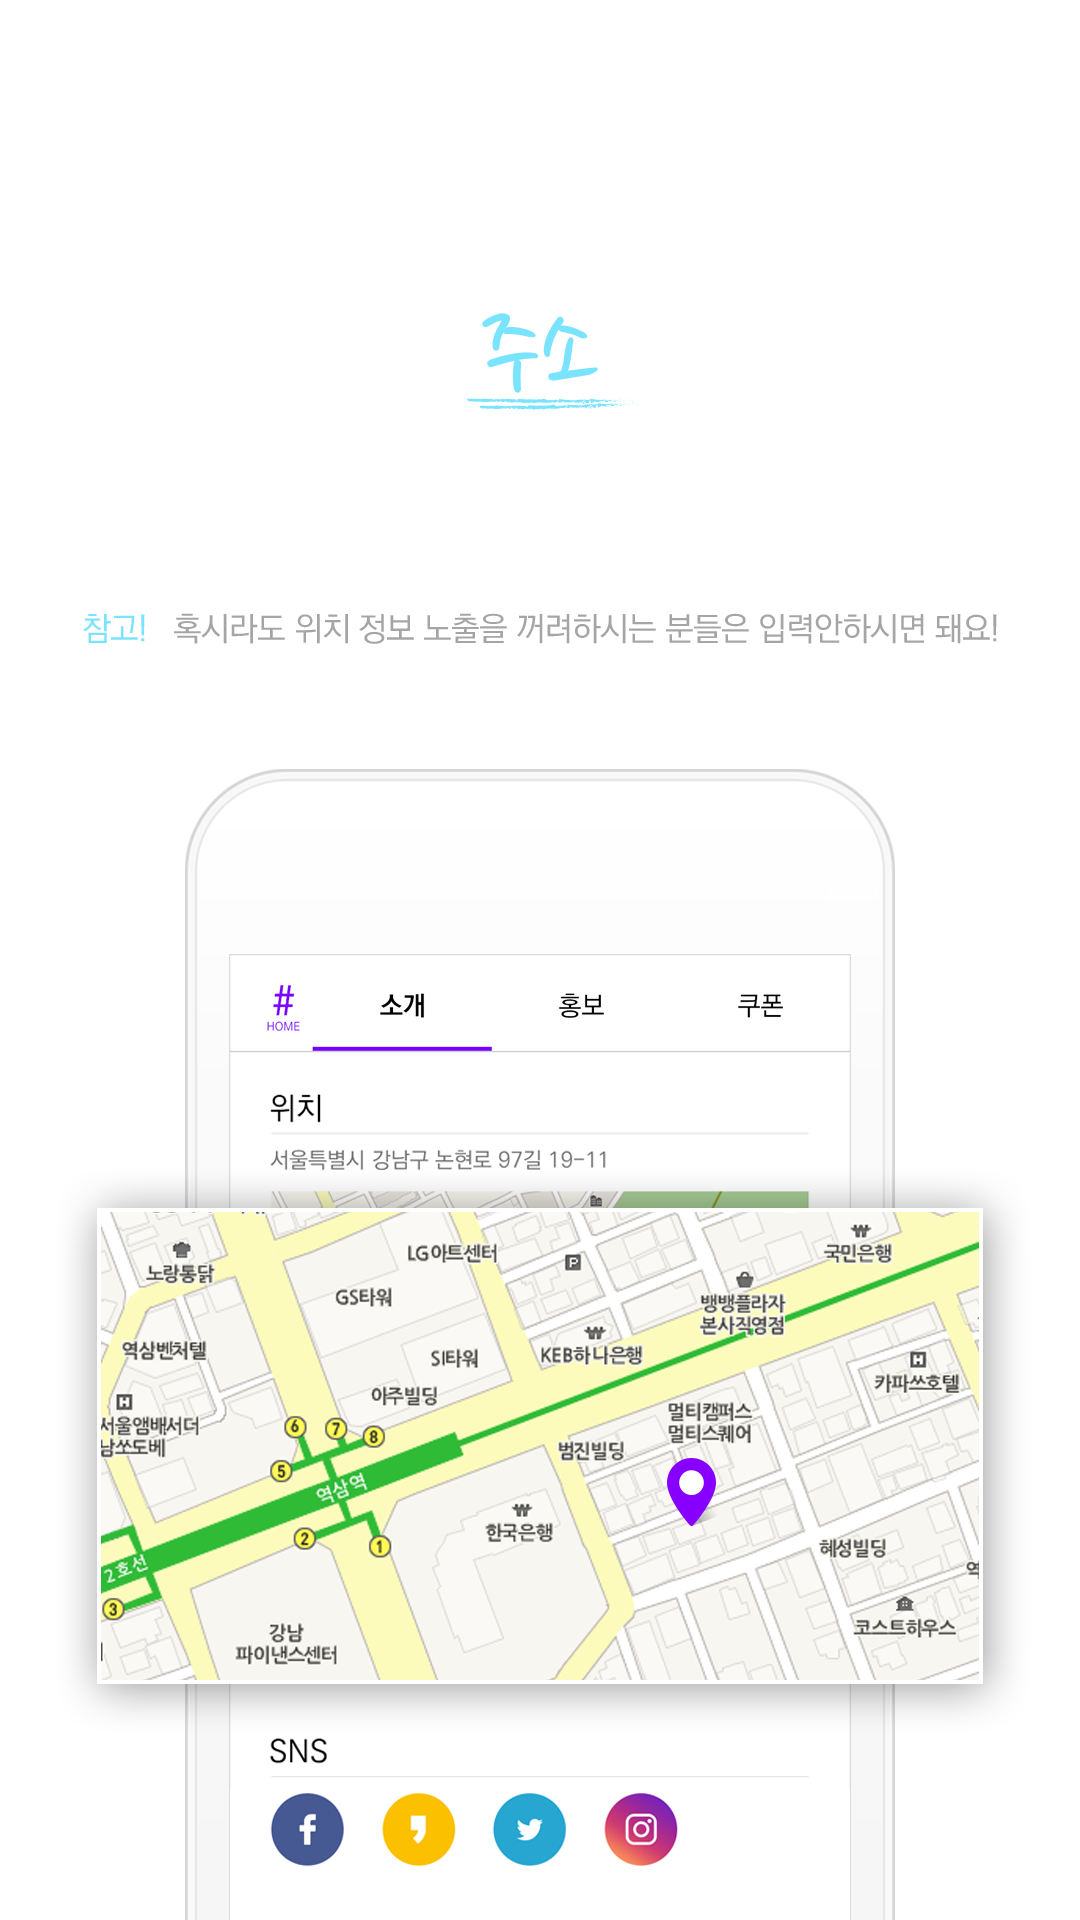 주소
참고! 혹시라도 위치 정보 노출을 꺼려하시는 분들은 입력안하시면 돼요!
#
HOME
소개
홍보
쿠폰
위치
서울특별시 강남구 논현로 97길 19-11
노랑통닭
LG아트센터
P
국민은행
GS타워
뱅뱅플라자
본사직영점
역삼벤처텔
SI타워
KEB하나은행
H
카파쓰호텔
아주빌딩
H
서울앰배서더
남쏘도베
멀티캠퍼스
멀티스퀘어
6
7
8
범진빌딩
5
역삼역
한국은행
2
1
혜성빌딩
2호선
역
3
코스트하우스
강남
파이낸스센터
SNS